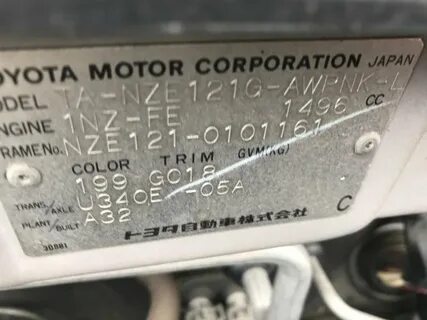 TOYOTA MOTOR CORPORATION JAPAN
MODEL TA-NZE121G-AWPNK-L
ENGINE 1NZ-FE 1496 CC
FRAME No. NZE121-0101161
COLOR TRIM GVM(KG)
199 GC18
TRANS./AXLE U340E -05A
PLANT/BUILT A32
C
トヨタ自動車株式会社
30881